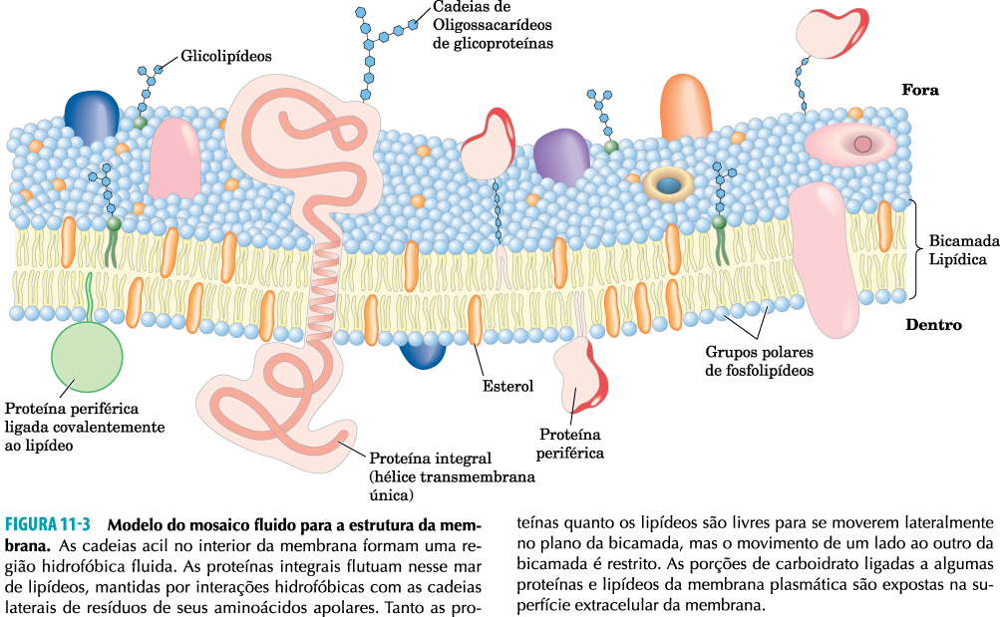 Cadeias de
Oligossacarídeos
de glicoproteínas
Glicolipídeos
Fora
Bicamada
Lipídica
Dentro
Grupos polares
de fosfolipídeos
Esterol
Proteína periférica
ligada covalentemente
ao lipídeo
Proteína
periférica
Proteína integral
(hélice transmembrana
única)
FIGURA 11-3 Modelo do mosaico fluido para a estrutura da mem-
brana. As cadeias acil no interior da membrana formam uma re-
gião hidrofóbica fluida. As proteínas integrais flutuam nesse mar
de lipídeos, mantidas por interações hidrofóbicas com as cadeias
laterais de resíduos de seus aminoácidos apolares. Tanto as pro-
teínas quanto os lipídeos são livres para se moverem lateralmente
no plano da bicamada, mas o movimento de um lado ao outro da
bicamada é restrito. As porções de carboidrato ligadas a algumas
proteínas e lipídeos da membrana plasmática são expostas na su-
perfície extracelular da membrana.